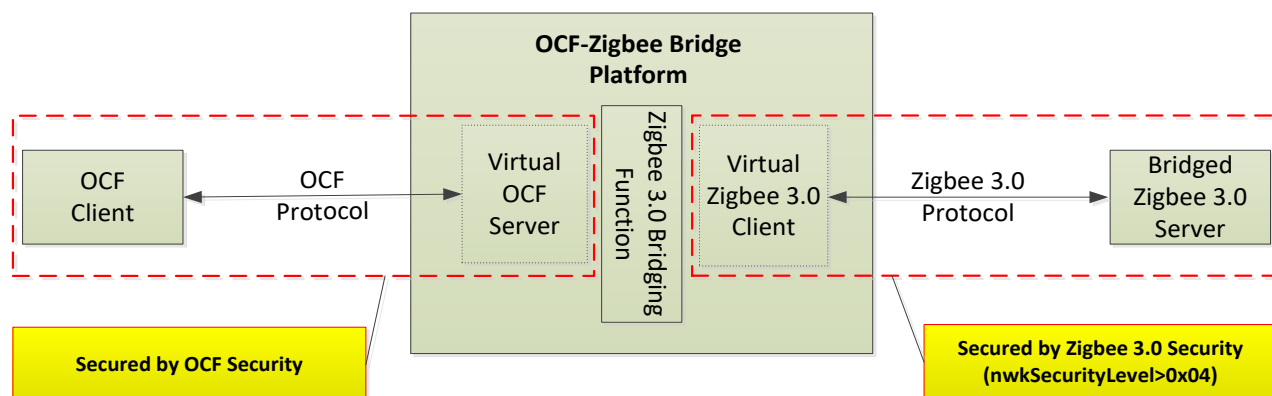 OCF-Zigbee Bridge
Platform
OCF
Client
OCF
Protocol
Virtual
OCF
Server
Zigbee 3.0 Bridging
Function
Virtual
Zigbee 3.0
Client
Zigbee 3.0
Protocol
Bridged
Zigbee 3.0
Server
Secured by OCF Security
Secured by Zigbee 3.0 Security
(nwkSecurityLevel>0x04)